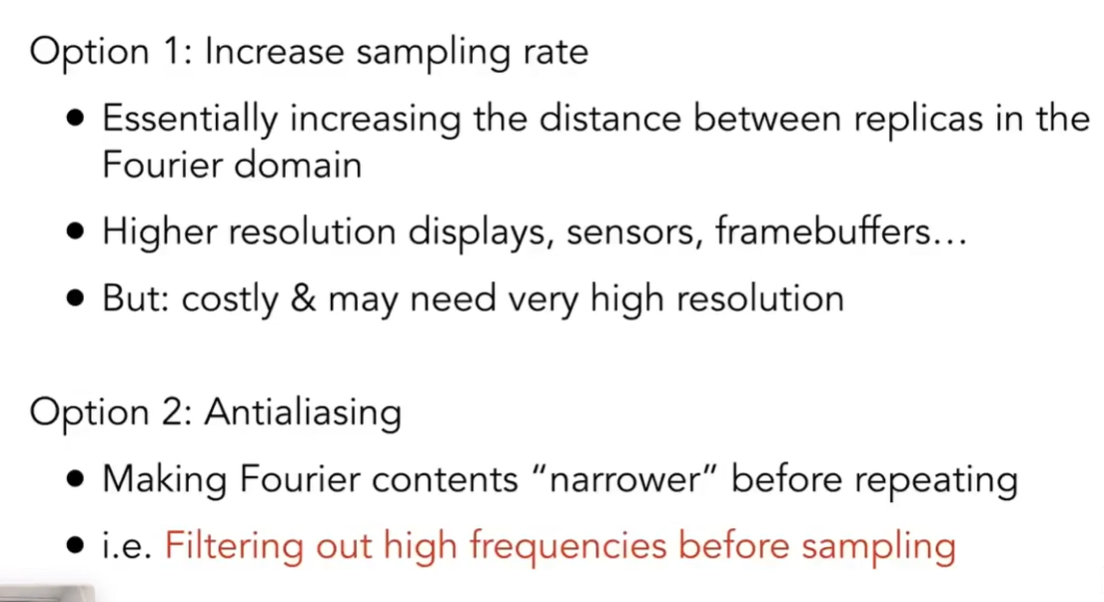 Option 1: Increase sampling rate
• Essentially increasing the distance between replicas in the
Fourier domain
• Higher resolution displays, sensors, framebuffers…
• But: costly & may need very high resolution
Option 2: Antialiasing
• Making Fourier contents “narrower” before repeating
• i.e. Filtering out high frequencies before sampling